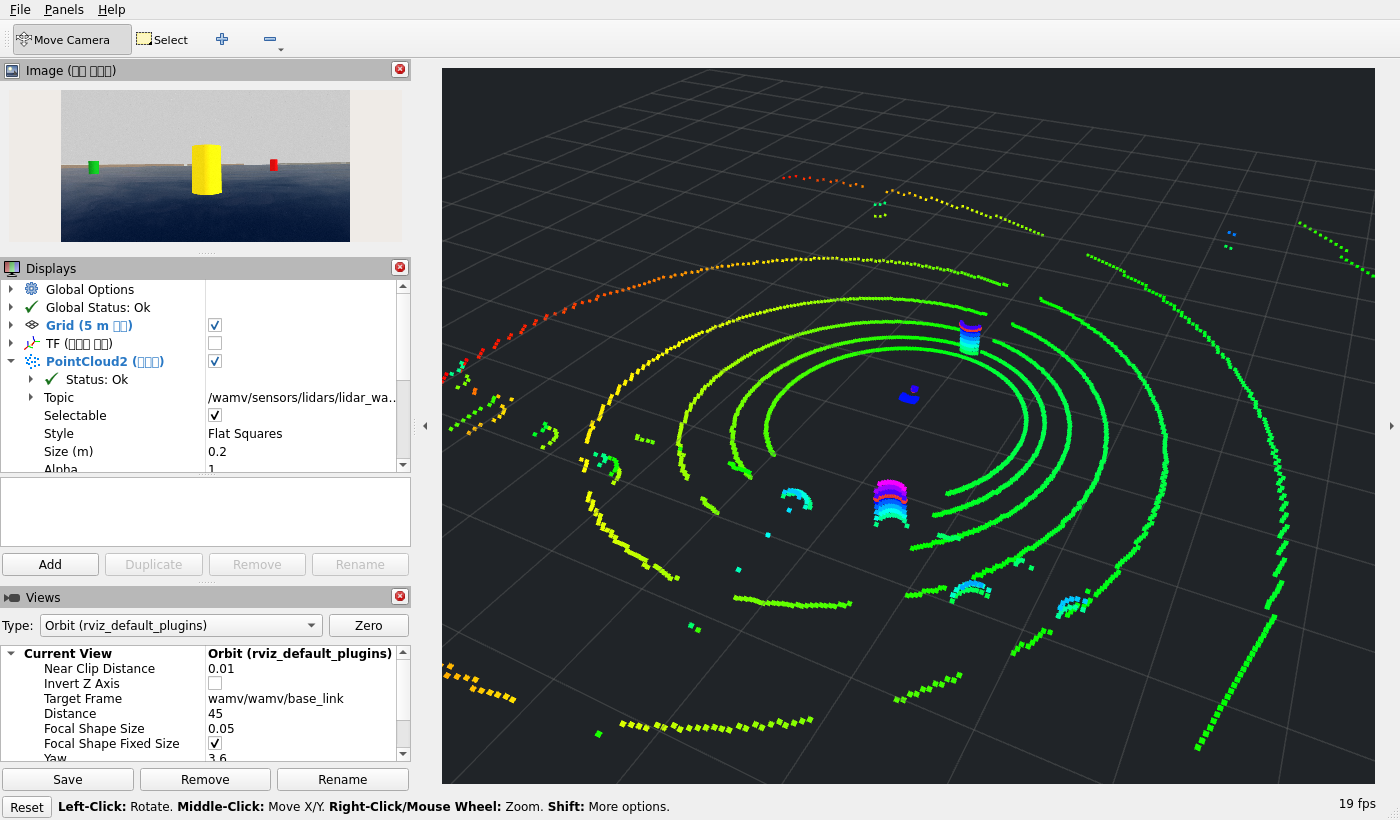 File Panels Help
Move Camera Select
Image (
Displays
Global Options
Global Status: Ok
Grid (5 m
TF (
PointCloud2 (
Status: Ok
Topic /wamv/sensors/lidars/lidar_wa...
Selectable
Style Flat Squares
Size (m) 0.2
Alpha 1
Add Duplicate Remove Rename
Views
Type: Orbit (rviz_default_plugins) Zero
Current View Orbit (rviz_default_plugins)
Near Clip Distance 0.01
Invert Z Axis
Target Frame wamv/wamv/base_link
Distance 45
Focal Shape Size 0.05
Focal Shape Fixed Size
Yaw 3.6
Save Remove Rename
Reset Left-Click: Rotate. Middle-Click: Move X/Y. Right-Click/Mouse Wheel: Zoom. Shift: More options. 19 fps